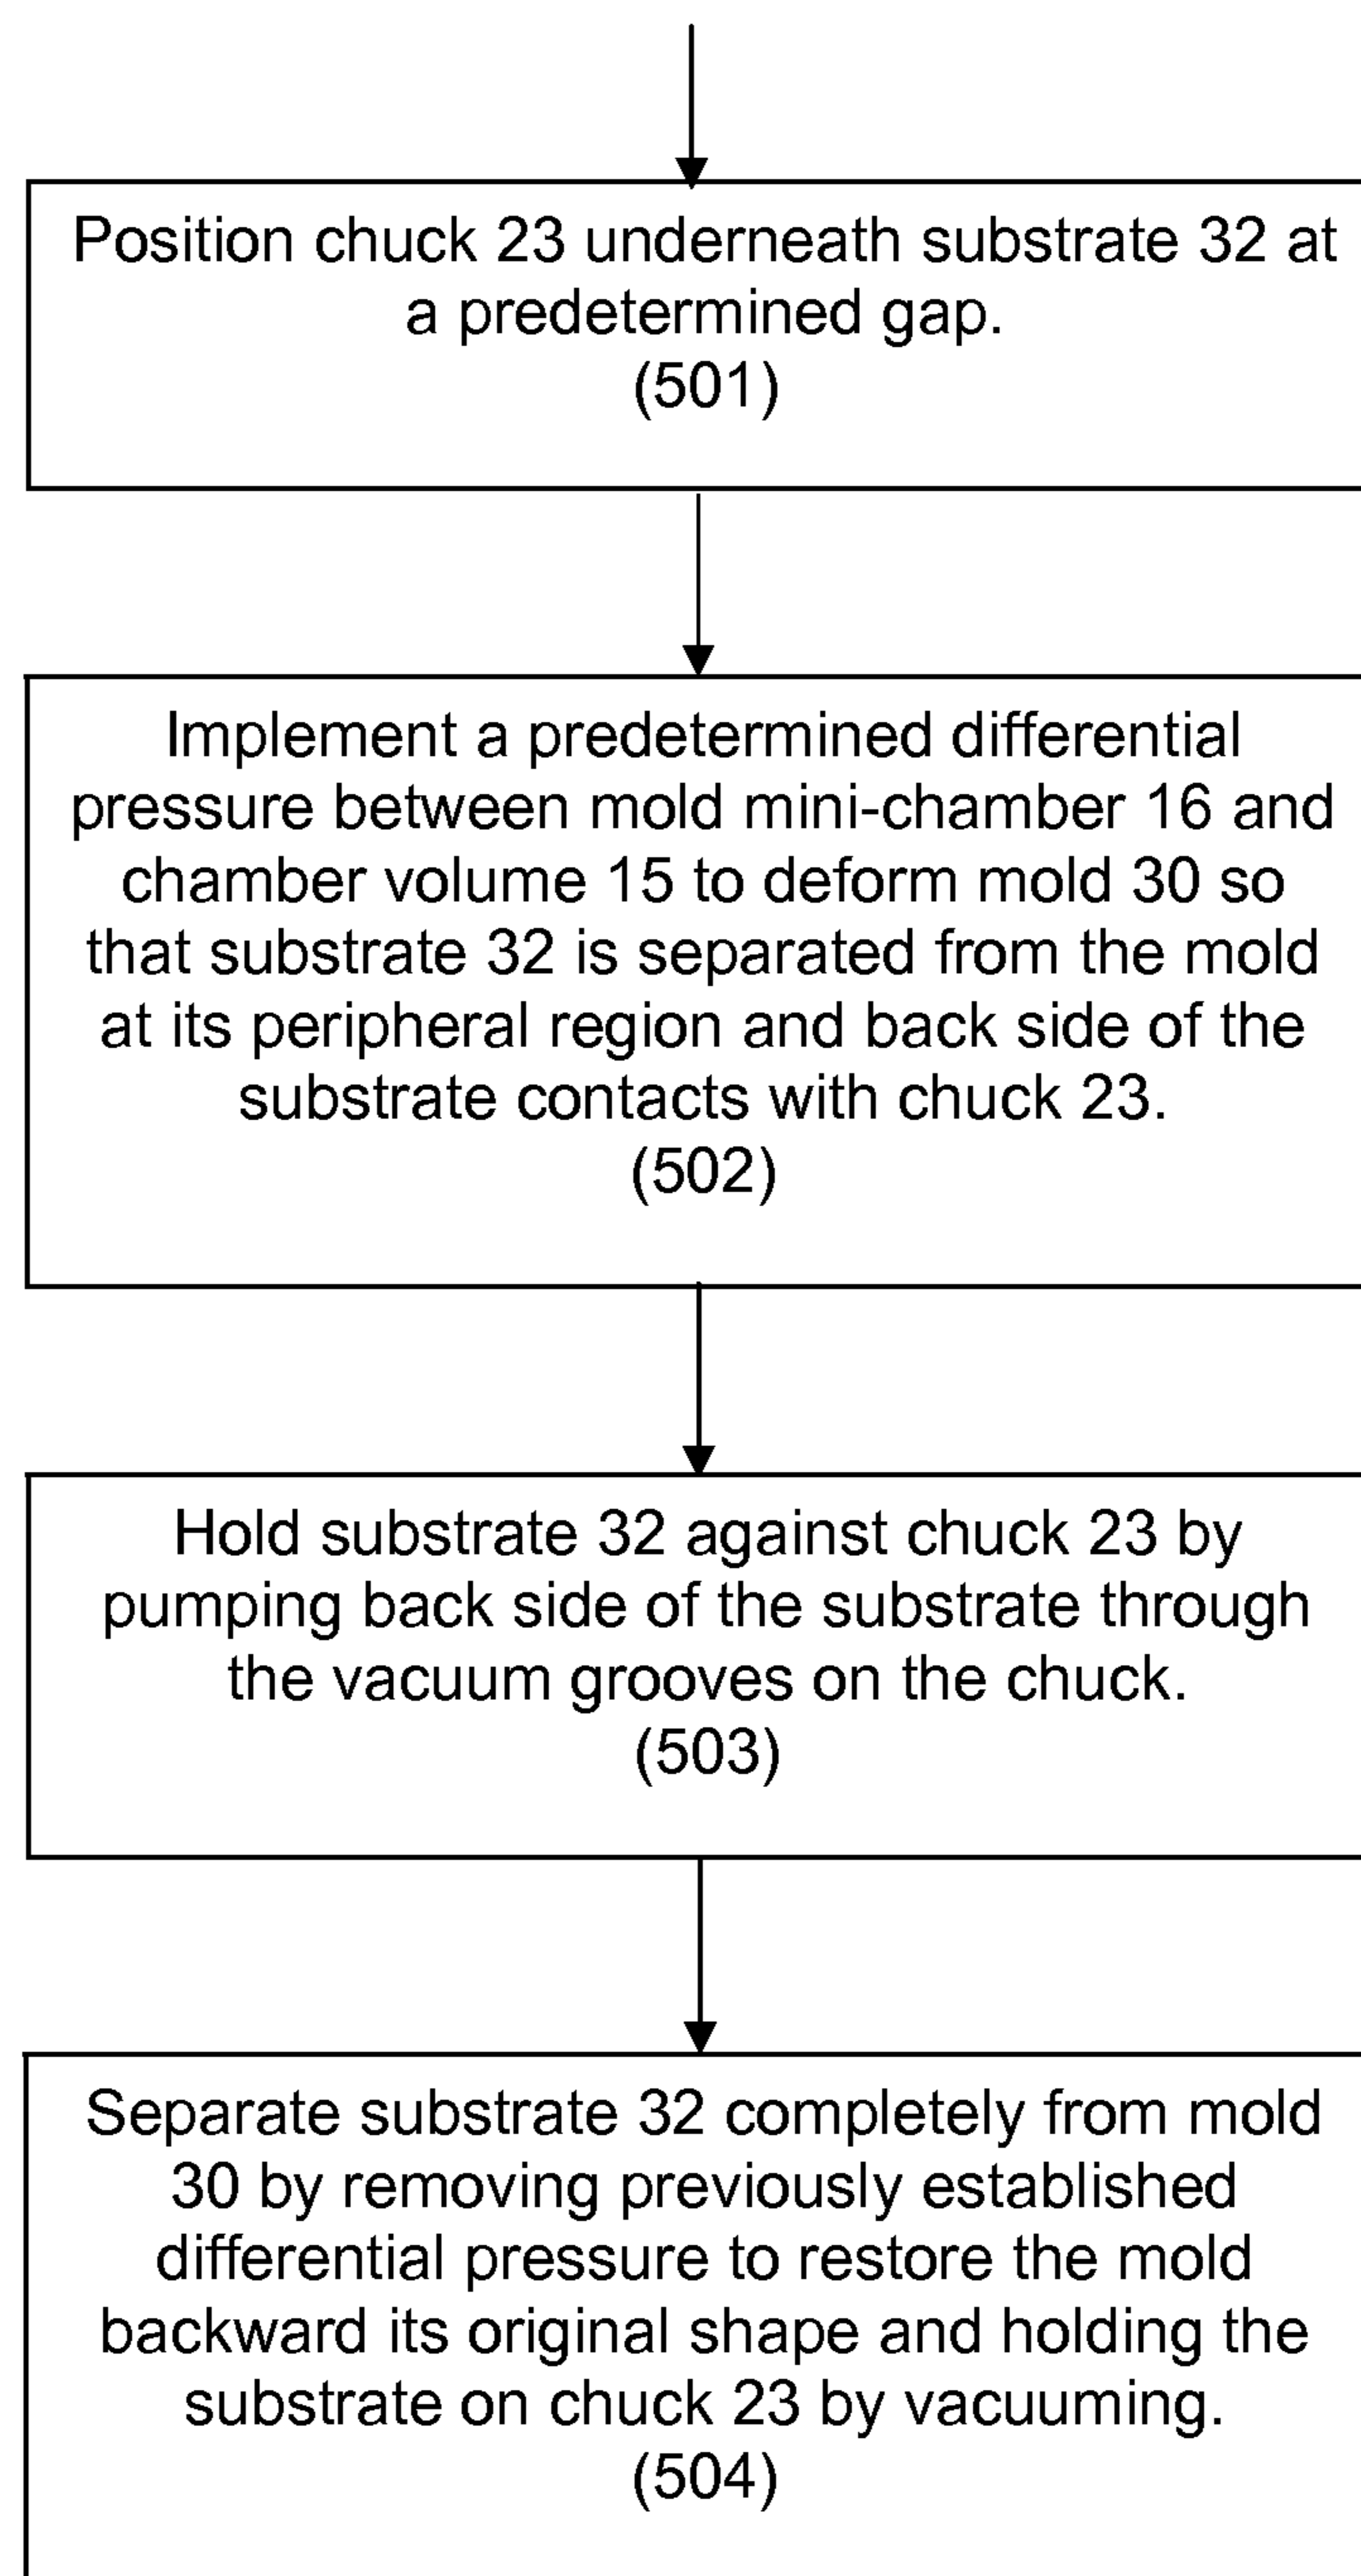 Position chuck 23 underneath substrate 32 at
a predetermined gap.
(501)
Implement a predetermined differential
pressure between mold mini-chamber 16 and
chamber volume 15 to deform mold 30 so
that substrate 32 is separated from the mold
at its peripheral region and back side of the
substrate contacts with chuck 23.
(502)
Hold substrate 32 against chuck 23 by
pumping back side of the substrate through
the vacuum grooves on the chuck.
(503)
Separate substrate 32 completely from mold
30 by removing previously established
differential pressure to restore the mold
backward its original shape and holding the
substrate on chuck 23 by vacuuming.
(504)